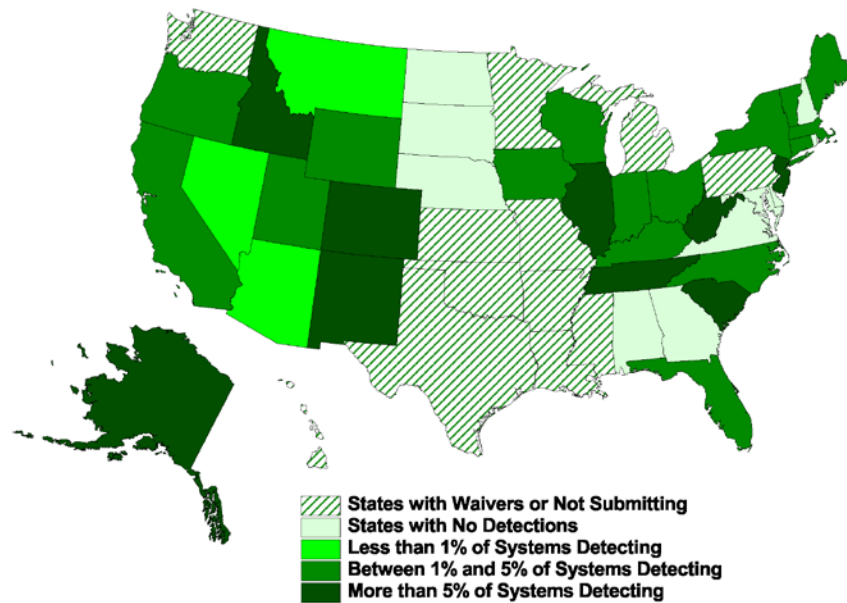 States with Waivers or Not Submitting
States with No Detections
Less than 1% of Systems Detecting
Between 1% and 5% of Systems Detecting
More than 5% of Systems Detecting